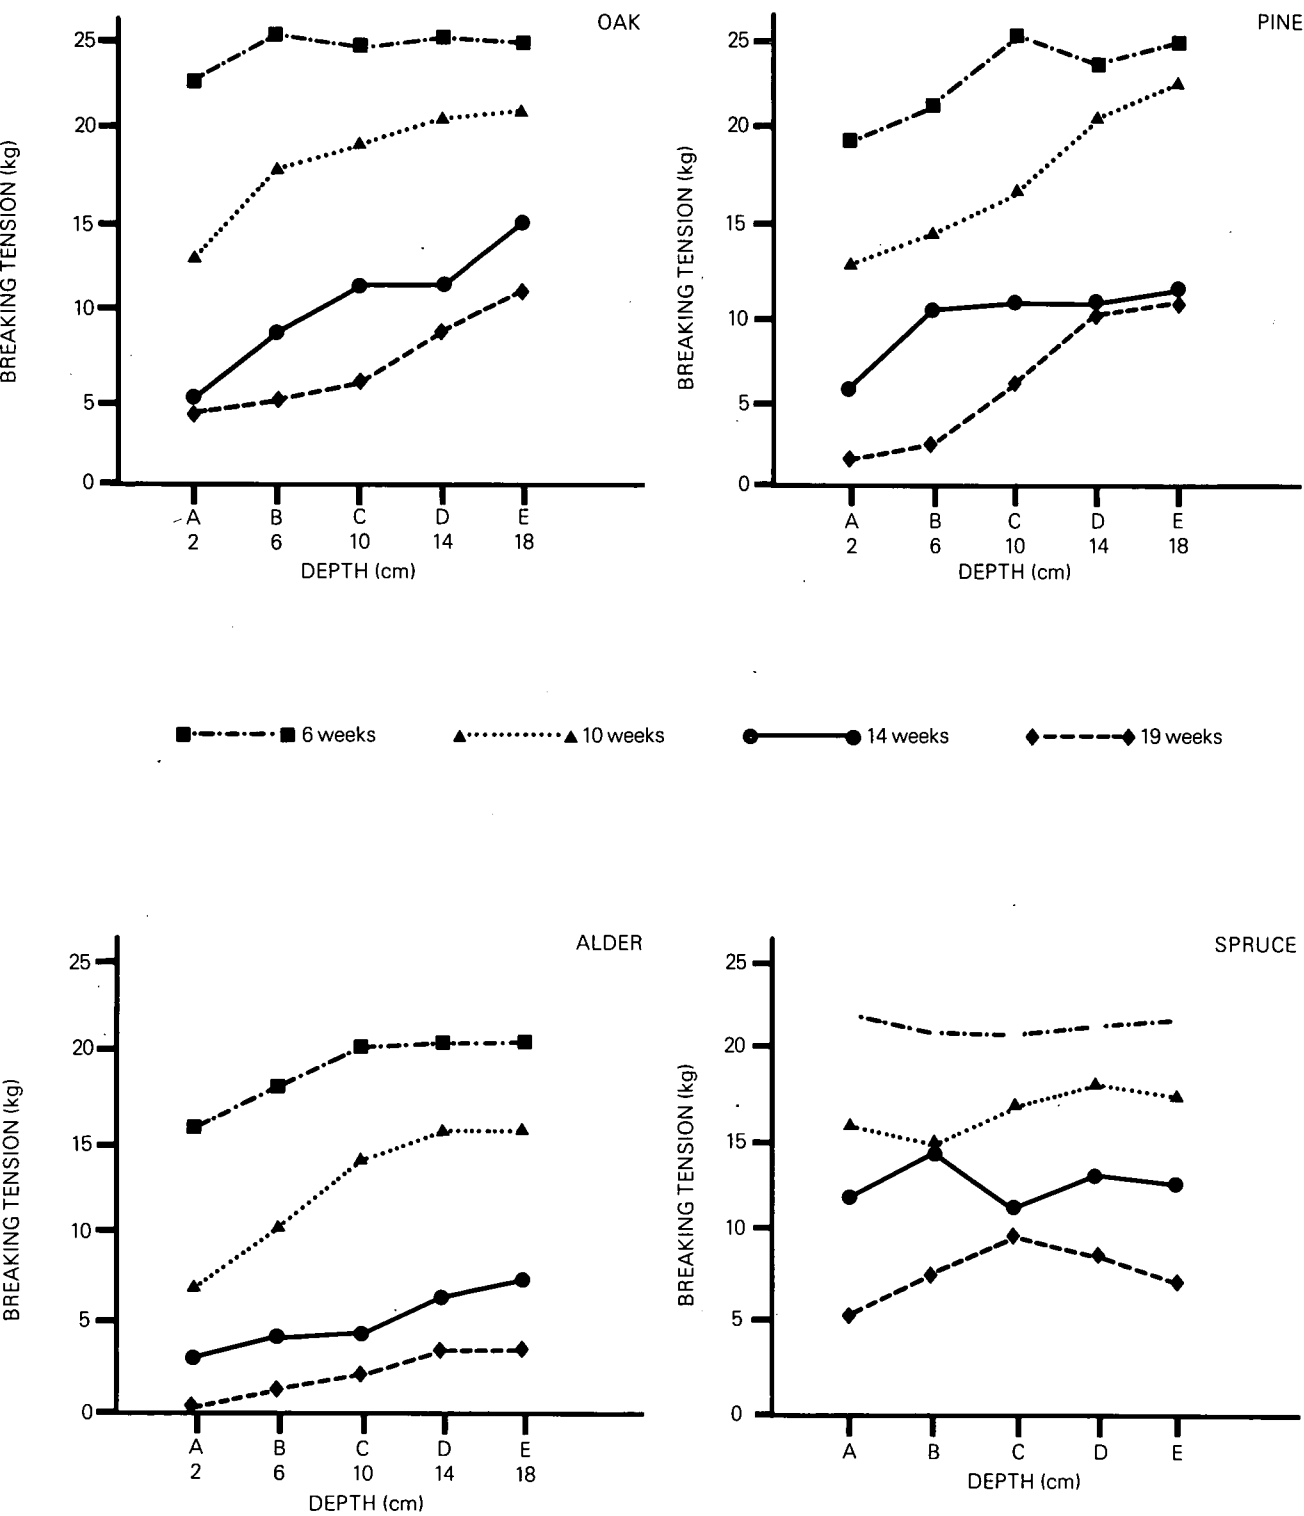 OAK
BREAKING TENSION (kg)
25
20
15
10
5
0
A B C D E
2 6 10 14 18
DEPTH (cm)
PINE
BREAKING TENSION (kg)
25
20
15
10
5
0
A B C D E
2 6 10 14 18
DEPTH (cm)
6 weeks 10 weeks 14 weeks 19 weeks
ALDER
BREAKING TENSION (kg)
25
20
15
10
5
0
A B C D E
2 6 10 14 18
DEPTH (cm)
SPRUCE
BREAKING TENSION (kg)
25
20
15
10
5
0
A B C D E
DEPTH (cm)